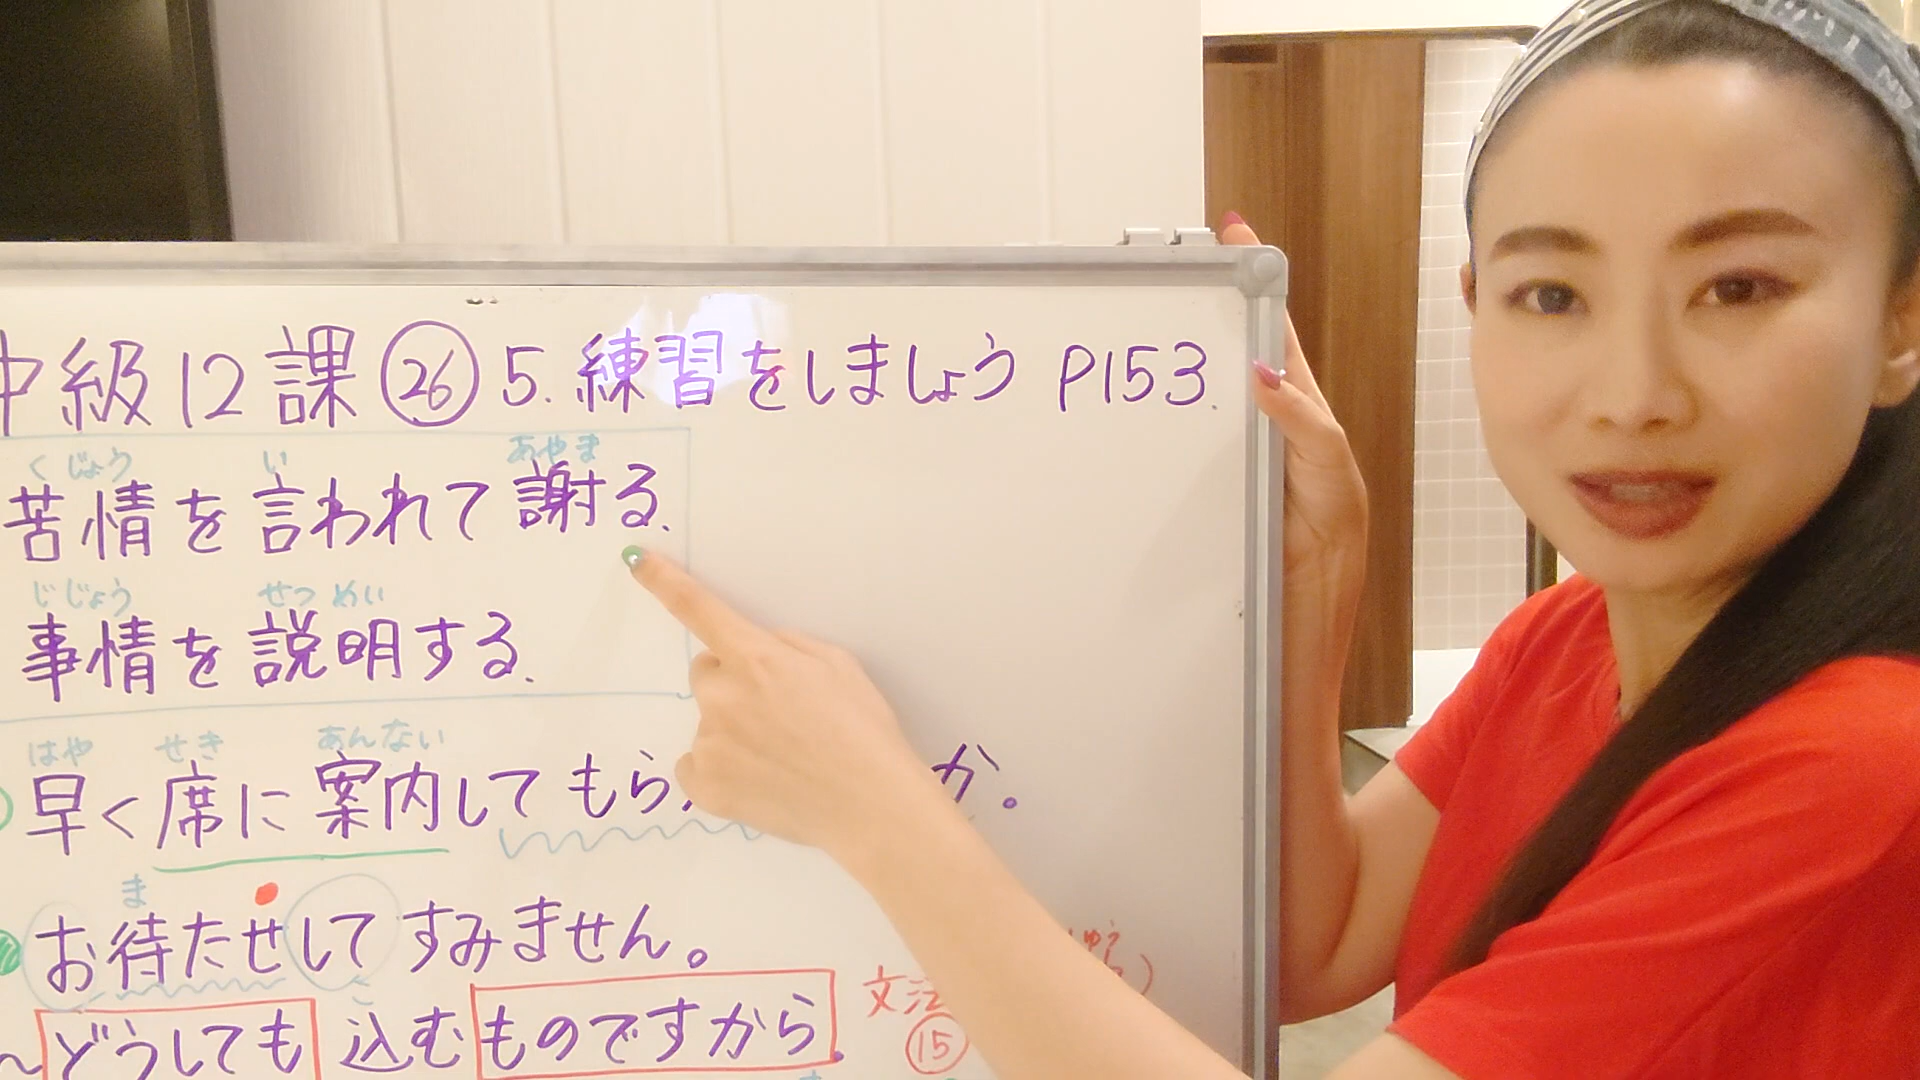 中級12課 ㉖ 5. 練習をしましょう P153.
くじょう い あやま
苦情を言われて謝る.
じじょう せつめい
事情を説明する.
はや せき あんない
早く席に案内してもら か。
ま
お待たせしてすみません。
こ
〜どうしても込むものですから.
文法
⑮